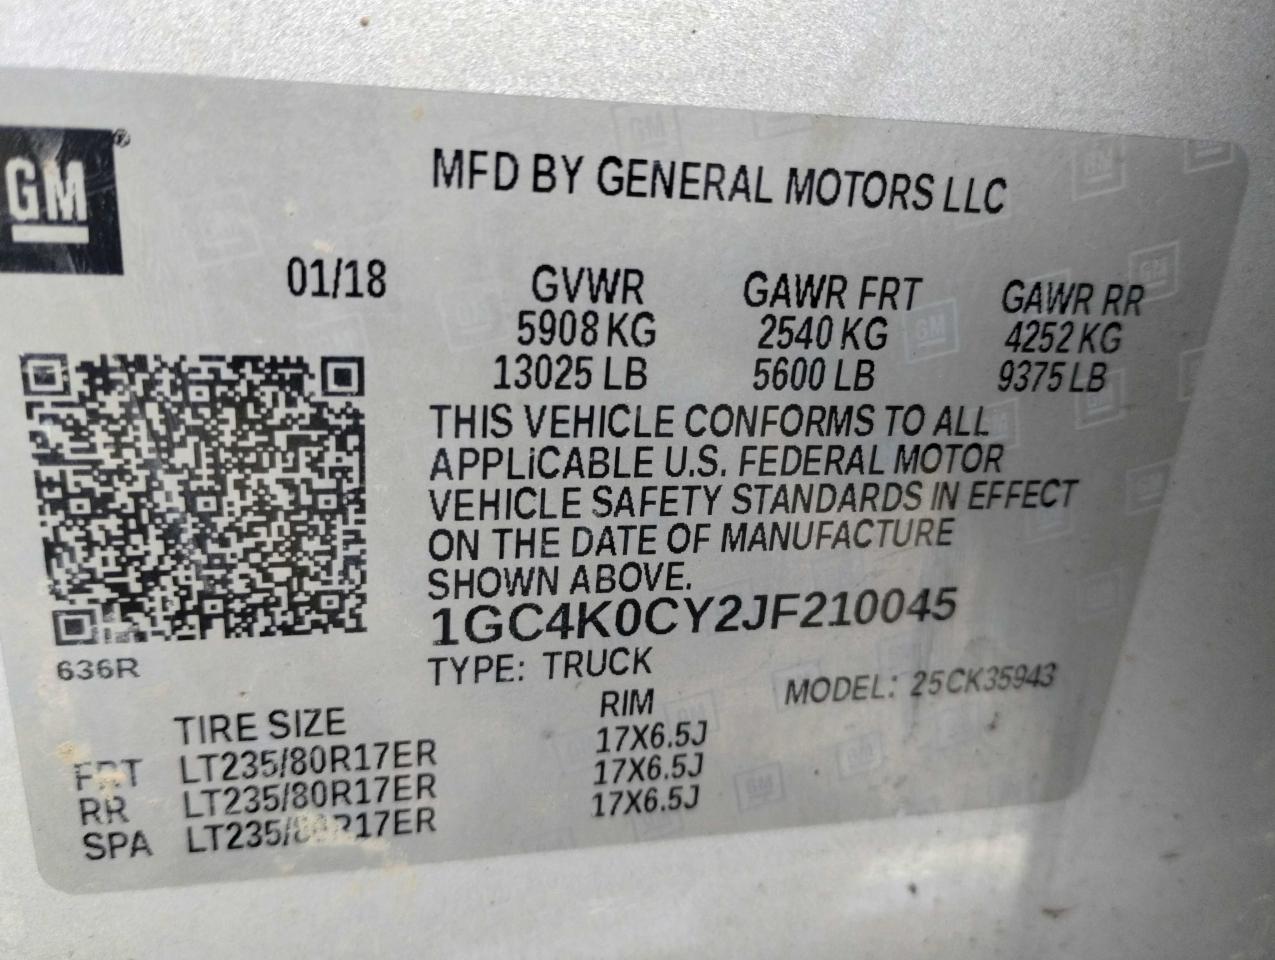 GM®
MFD BY GENERAL MOTORS LLC
01/18 GVWR GAWR FRT GAWR RR
5908 KG 2540 KG 4252 KG
13025 LB 5600 LB 9375 LB
THIS VEHICLE CONFORMS TO ALL
APPLICABLE U.S. FEDERAL MOTOR
VEHICLE SAFETY STANDARDS IN EFFECT
ON THE DATE OF MANUFACTURE
SHOWN ABOVE.
1GC4K0CY2JF210045
636R
TYPE: TRUCK MODEL: 25CK35943
TIRE SIZE RIM
FRT LT235/80R17ER 17X6.5J
RR LT235/80R17ER 17X6.5J
SPA LT235/80R17ER 17X6.5J